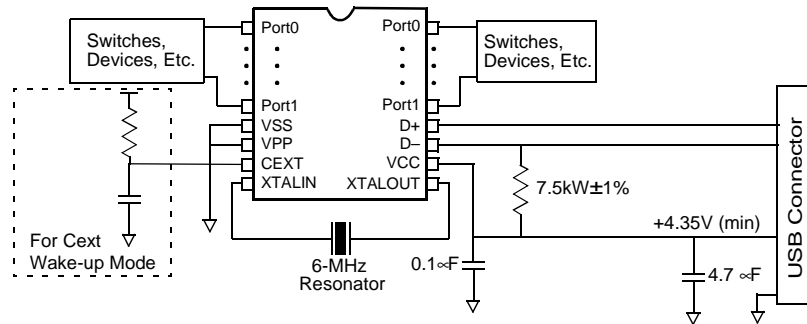 Switches,
Devices, Etc.
Port0
Port1
VSS
VPP
CEXT
XTALIN
Port0
Port1
D+
D–
VCC
XTALOUT
Switches,
Devices, Etc.
For Cext
Wake-up Mode
6-MHz
Resonator
0.1∝F
7.5kW±1%
+4.35V (min)
4.7 ∝F
USB Connector